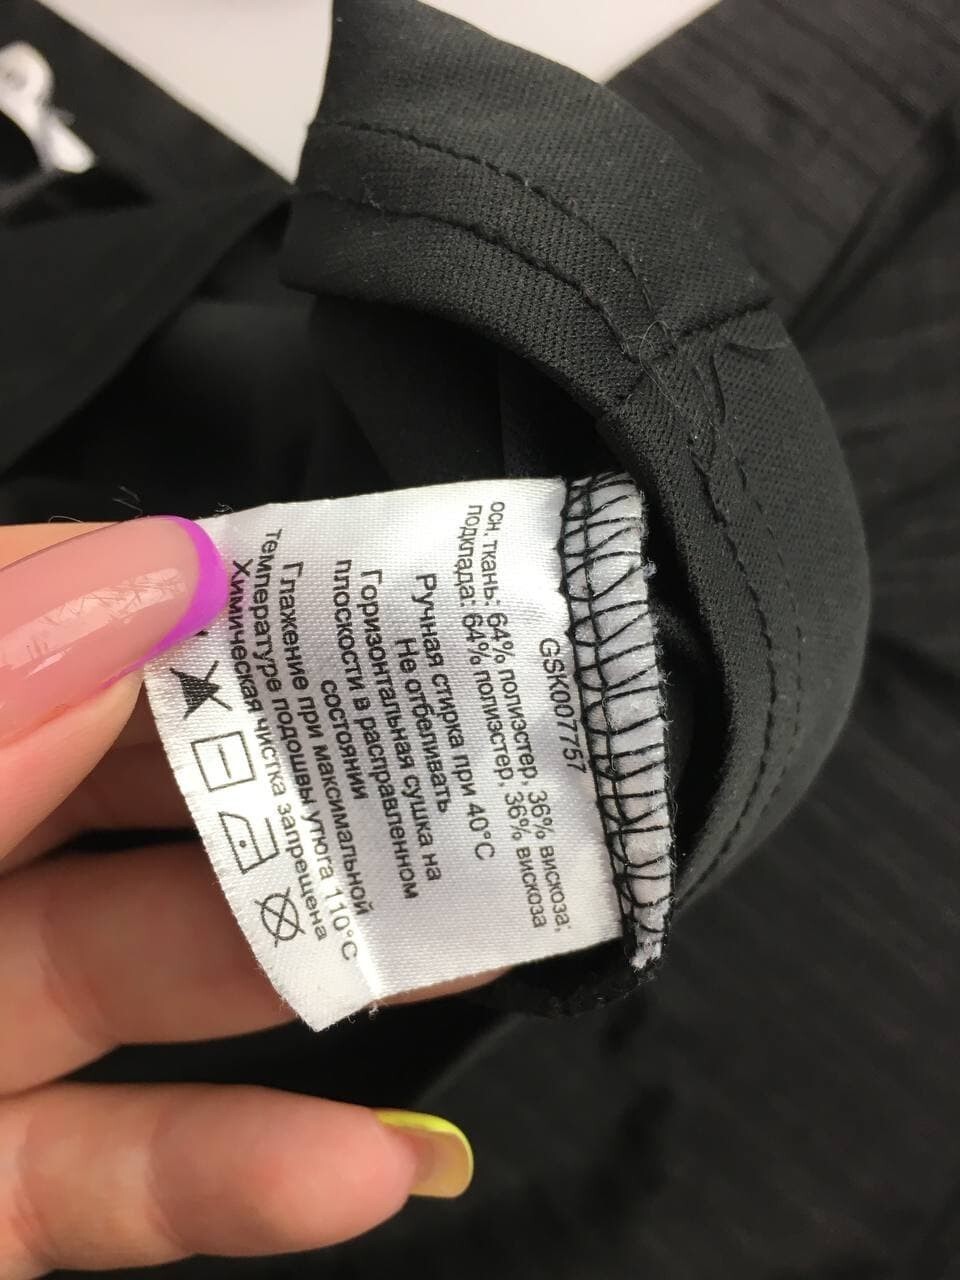 GSK007757
осн. ткань: 64% полиэстер, 36% вискоза;
подклада: 64% полиэстер, 36% вискоза
Ручная стирка при 40°С
Не отбеливать
Горизонтальная сушка на
плоскости в расправленном
состоянии
Глажение при максимальной
температуре подошвы утюга 110°С
Химическая чистка запрещена